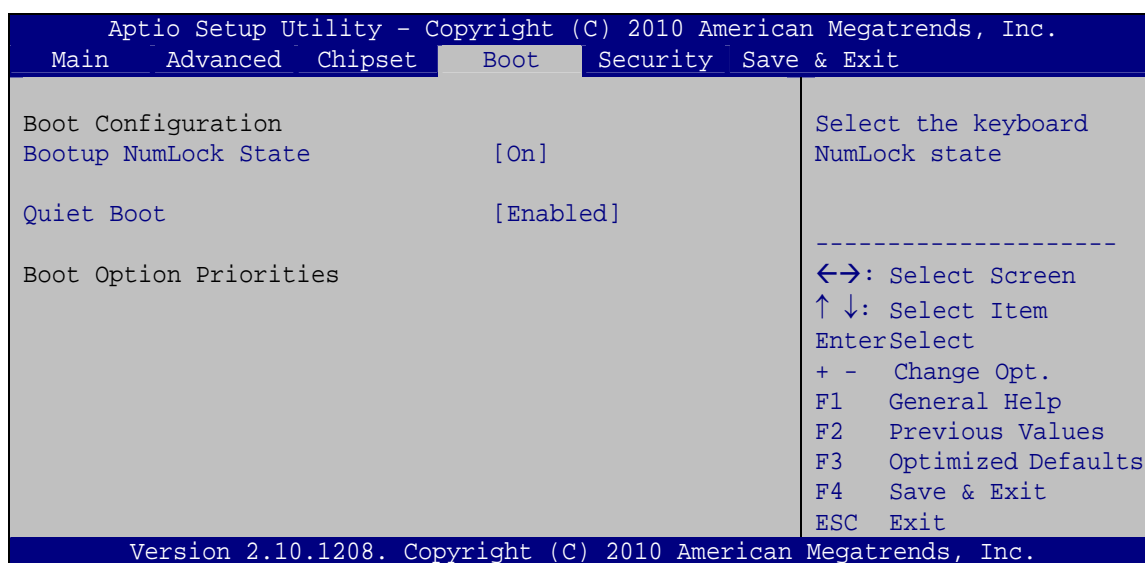 Aptio Setup Utility – Copyright (C) 2010 American Megatrends, Inc.
Main Advanced Chipset Boot Security Save & Exit
Boot Configuration
Bootup NumLock State [On]
Quiet Boot [Enabled]
Boot Option Priorities
Select the keyboard
NumLock state
---------------------
←→: Select Screen
↑ ↓: Select Item
EnterSelect
+ - Change Opt.
F1 General Help
F2 Previous Values
F3 Optimized Defaults
F4 Save & Exit
ESC Exit
Version 2.10.1208. Copyright (C) 2010 American Megatrends, Inc.